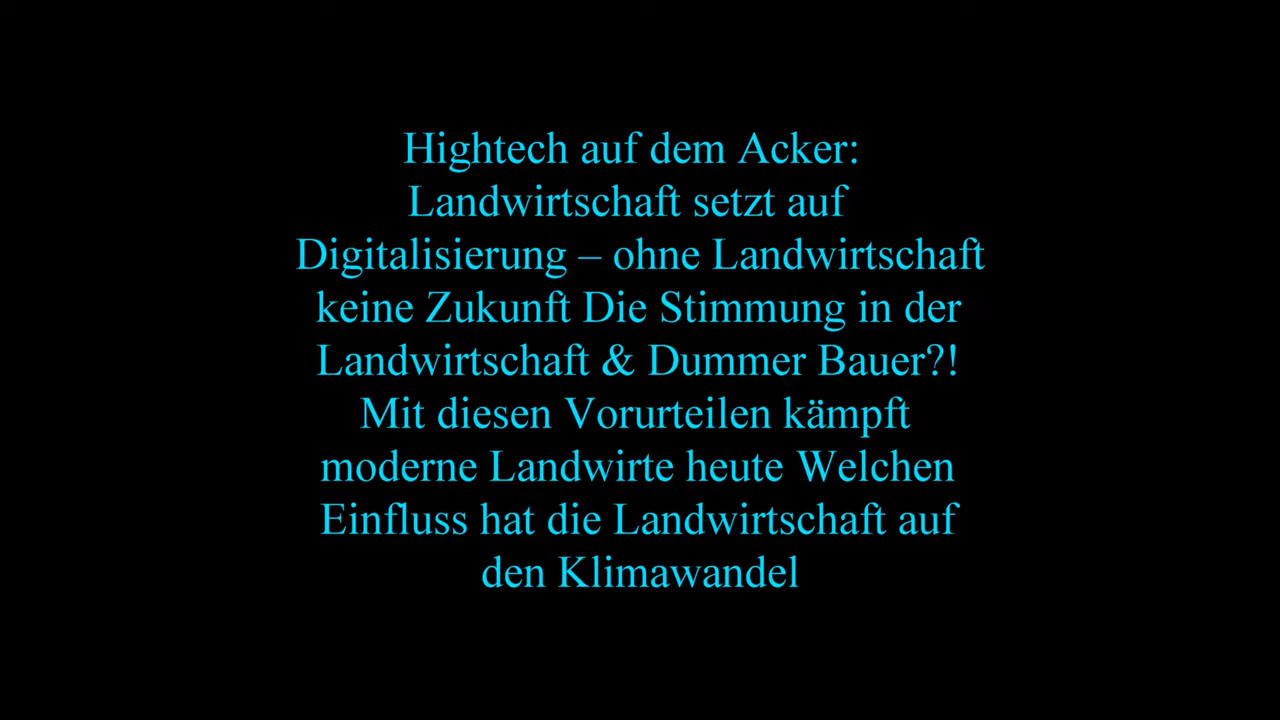 Hightech auf dem Acker:
Landwirtschaft setzt auf
Digitalisierung – ohne Landwirtschaft
keine Zukunft Die Stimmung in der
Landwirtschaft & Dummer Bauer?!
Mit diesen Vorurteilen kämpft
moderne Landwirte heute Welchen
Einfluss hat die Landwirtschaft auf
den Klimawandel